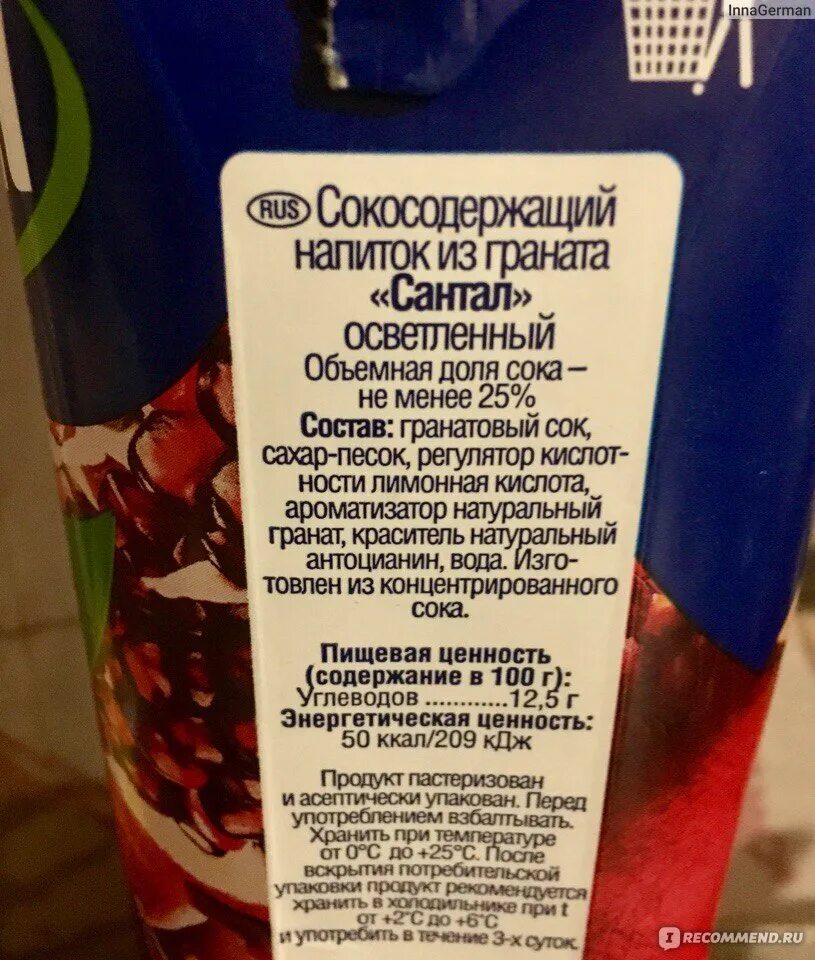 InnaGerman
RUS Сокосодержащий
напиток из граната
«Сантал»
осветленный
Объемная доля сока –
не менее 25%
Состав: гранатовый сок,
сахар-песок, регулятор кислот-
ности лимонная кислота,
ароматизатор натуральный
гранат, краситель натуральный
антоцианин, вода. Изго-
товлен из концентрированного
сока.
Пищевая ценность
(содержание в 100 г):
Углеводов ............12,5 г
Энергетическая ценность:
50 ккал/209 кДж
Продукт пастеризован
и асептически упакован. Перед
употреблением взбалтывать.
Хранить при температуре
от 0°С до +25°С. После
вскрытия потребительской
упаковки продукт рекомендуется
хранить в холодильнике при t
от +2°С до +6°С
и употребить в течение 3-х суток.
I RECOMMEND.RU